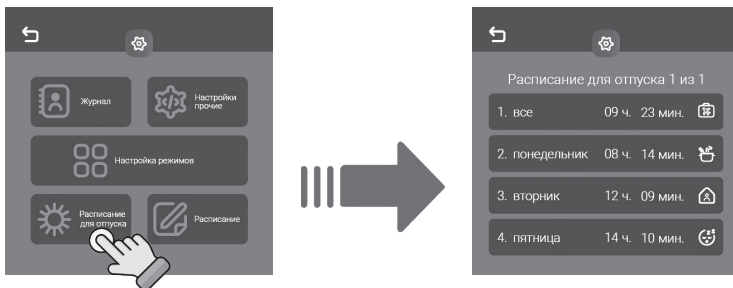 Журнал
Настройки
прочие
Настройка режимов
Расписание
для отпуска
Расписание
Расписание для отпуска 1 из 1
1. все 09 ч. 23 мин.
2. понедельник 08 ч. 14 мин.
3. вторник 12 ч. 09 мин.
4. пятница 14 ч. 10 мин.